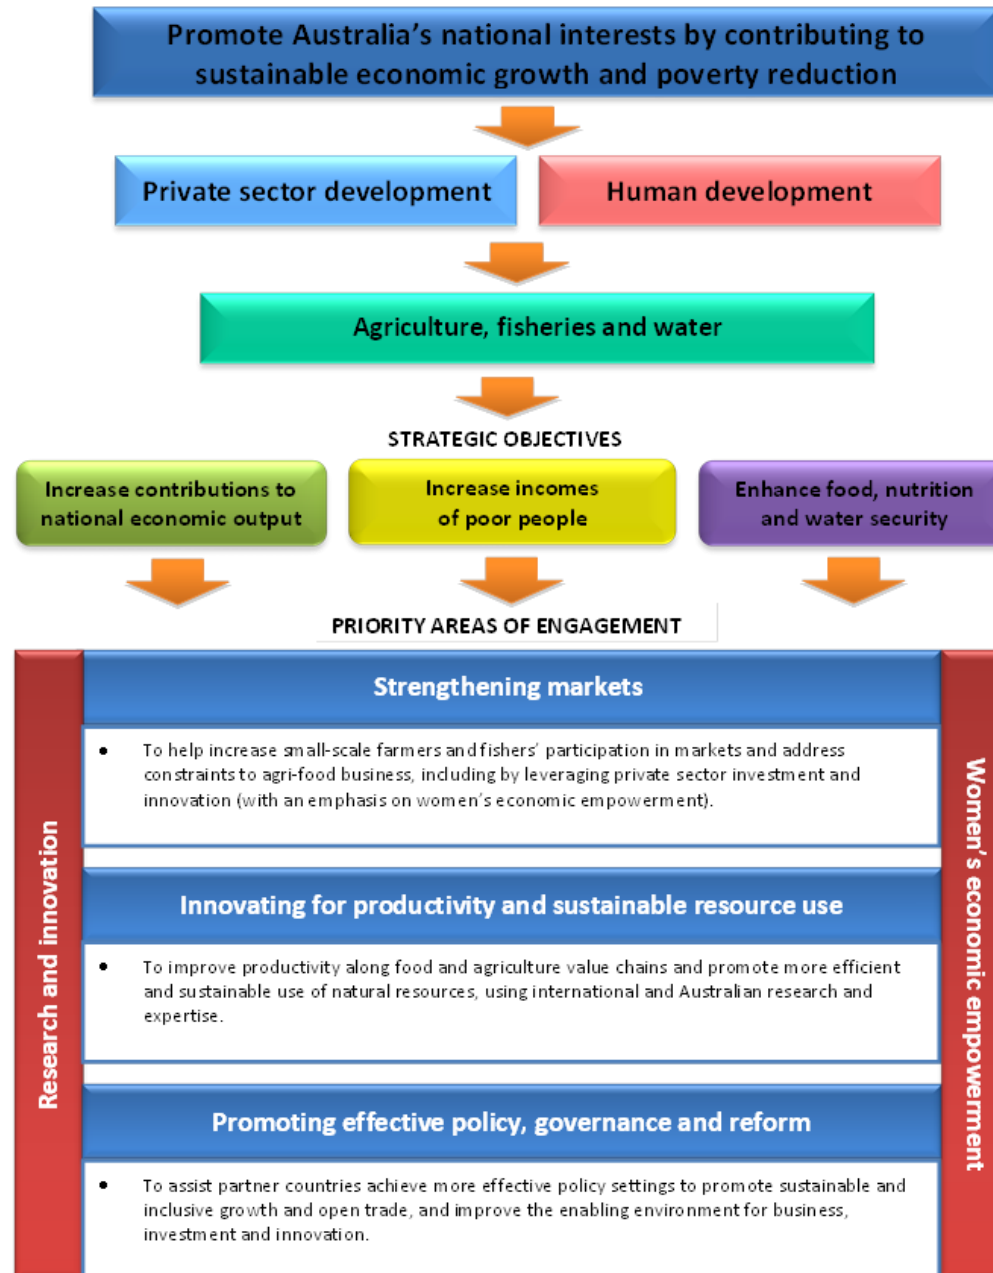 Promote Australia's national interests by contributing to
sustainable economic growth and poverty reduction
Private sector development
Human development
Agriculture, fisheries and water
STRATEGIC OBJECTIVES
Increase contributions to
national economic output
Increase incomes
of poor people
Enhance food, nutrition
and water security
PRIORITY AREAS OF ENGAGEMENT
Research and innovation
Strengthening markets
• To help increase small-scale farmers and fishers' participation in markets and address
constraints to agri-food business, including by leveraging private sector investment and
innovation (with an emphasis on women's economic empowerment).
Innovating for productivity and sustainable resource use
• To improve productivity along food and agriculture value chains and promote more efficient
and sustainable use of natural resources, using international and Australian research and
expertise.
Promoting effective policy, governance and reform
• To assist partner countries achieve more effective policy settings to promote sustainable and
inclusive growth and open trade, and improve the enabling environment for business,
investment and innovation.
Women's economic empowerment